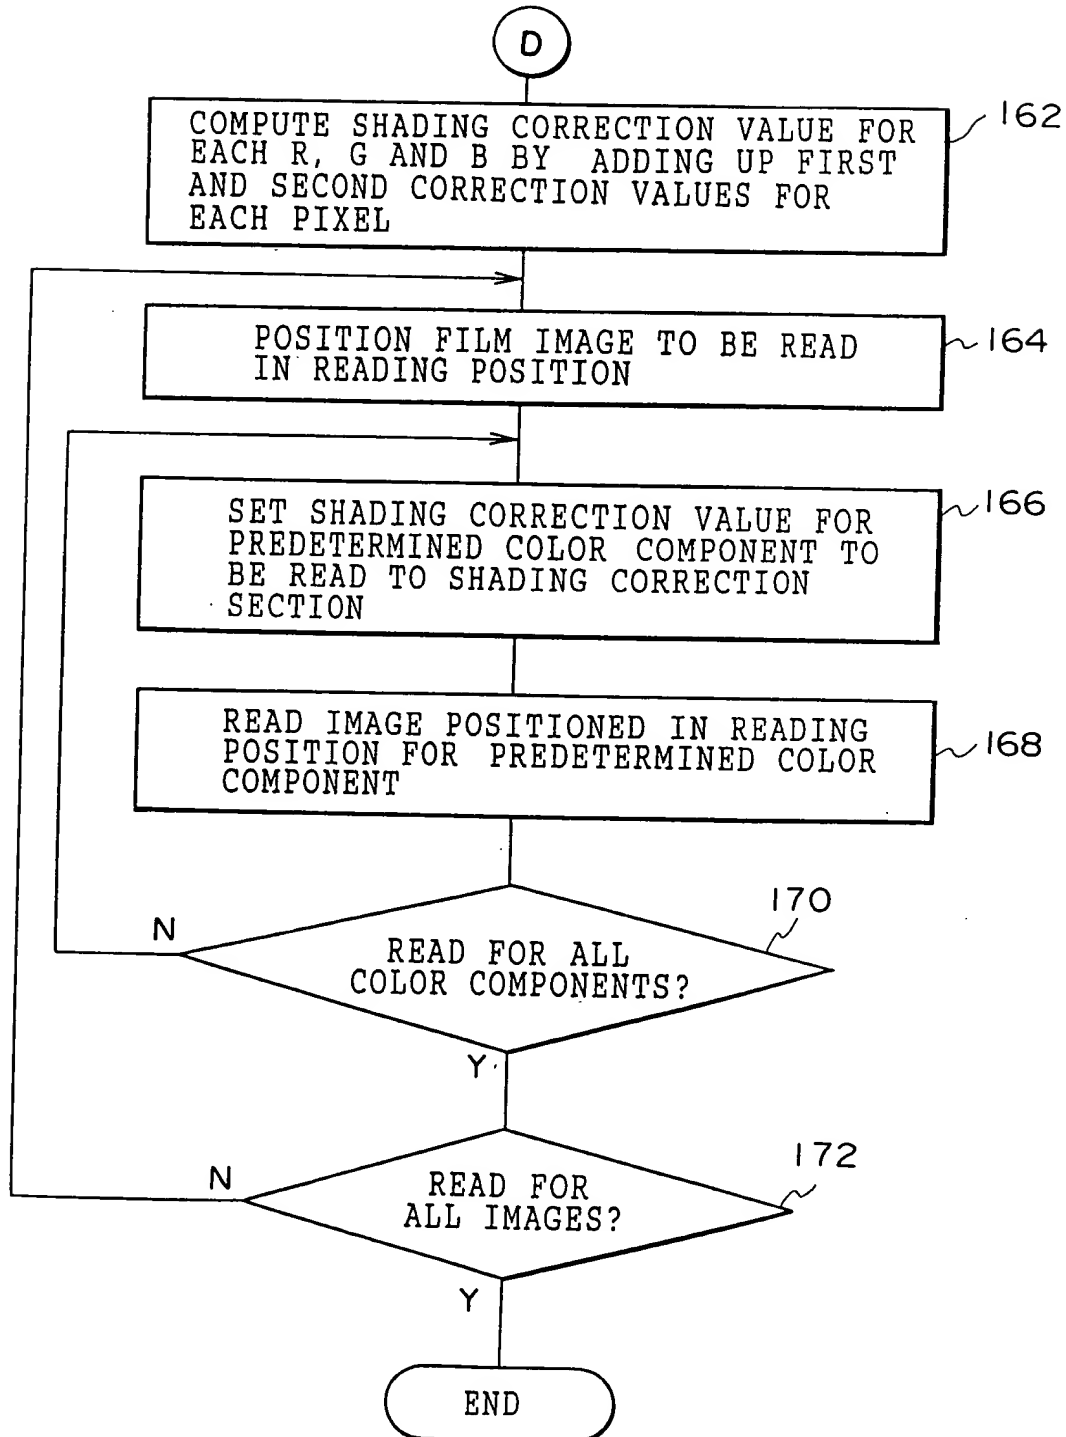 D
COMPUTE SHADING CORRECTION VALUE FOR
EACH R, G AND B BY ADDING UP FIRST
AND SECOND CORRECTION VALUES FOR
EACH PIXEL
162
POSITION FILM IMAGE TO BE READ
IN READING POSITION
164
SET SHADING CORRECTION VALUE FOR
PREDETERMINED COLOR COMPONENT TO
BE READ TO SHADING CORRECTION
SECTION
166
READ IMAGE POSITIONED IN READING
POSITION FOR PREDETERMINED COLOR
COMPONENT
168
170
N
READ FOR ALL
COLOR COMPONENTS?
Y
172
N
READ FOR
ALL IMAGES?
Y
END